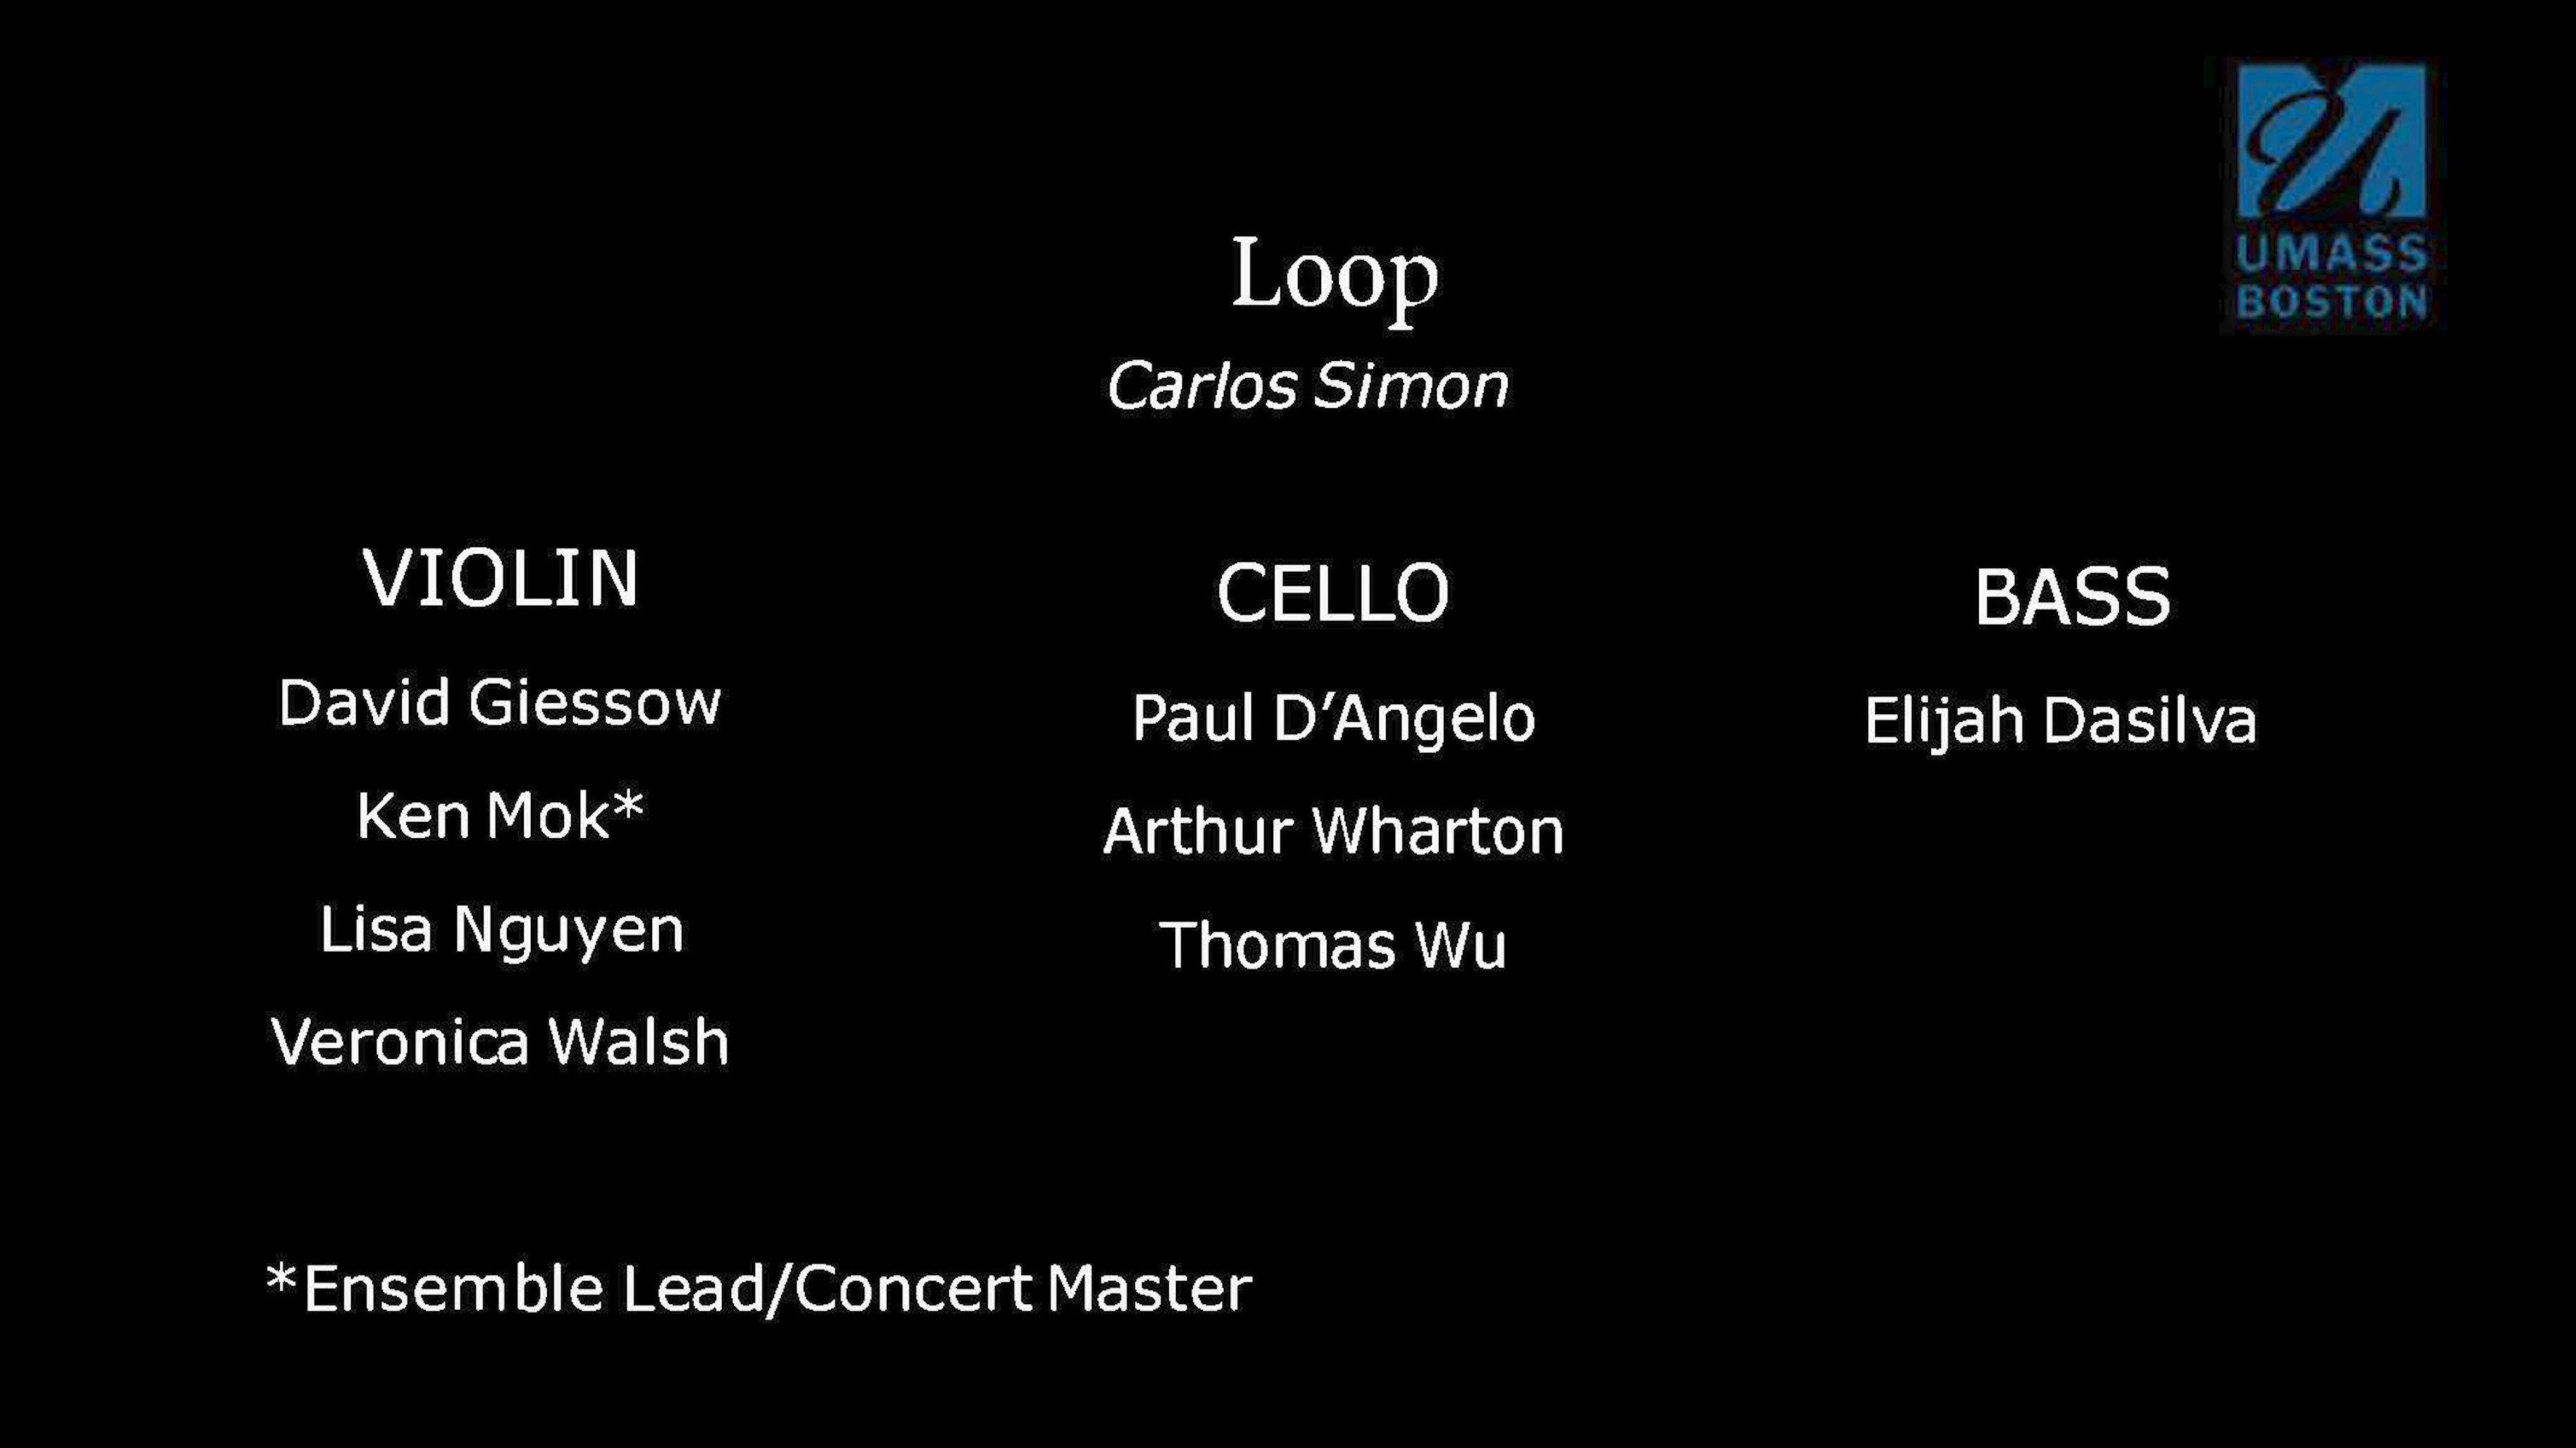 UMASS
BOSTON
Loop
Carlos Simon
VIOLIN
David Giessow
Ken Mok*
Lisa Nguyen
Veronica Walsh
CELLO
Paul D’Angelo
Arthur Wharton
Thomas Wu
BASS
Elijah Dasilva
*Ensemble Lead/Concert Master